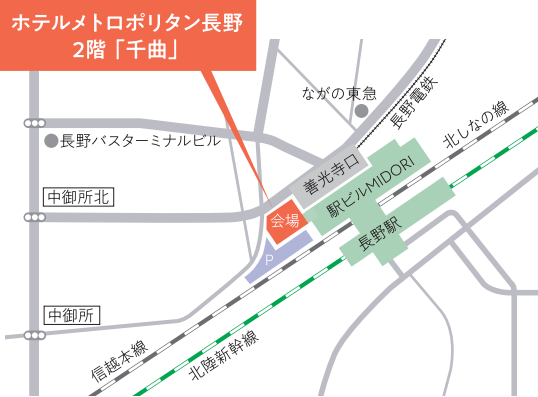 ホテルメトロポリタン長野
2階「千曲」
ながの東急
長野電鉄
北しなの線
長野バスターミナルビル
善光寺口
駅ビルMIDORI
中御所北
会場
長野駅
P
中御所
信越本線
北陸新幹線